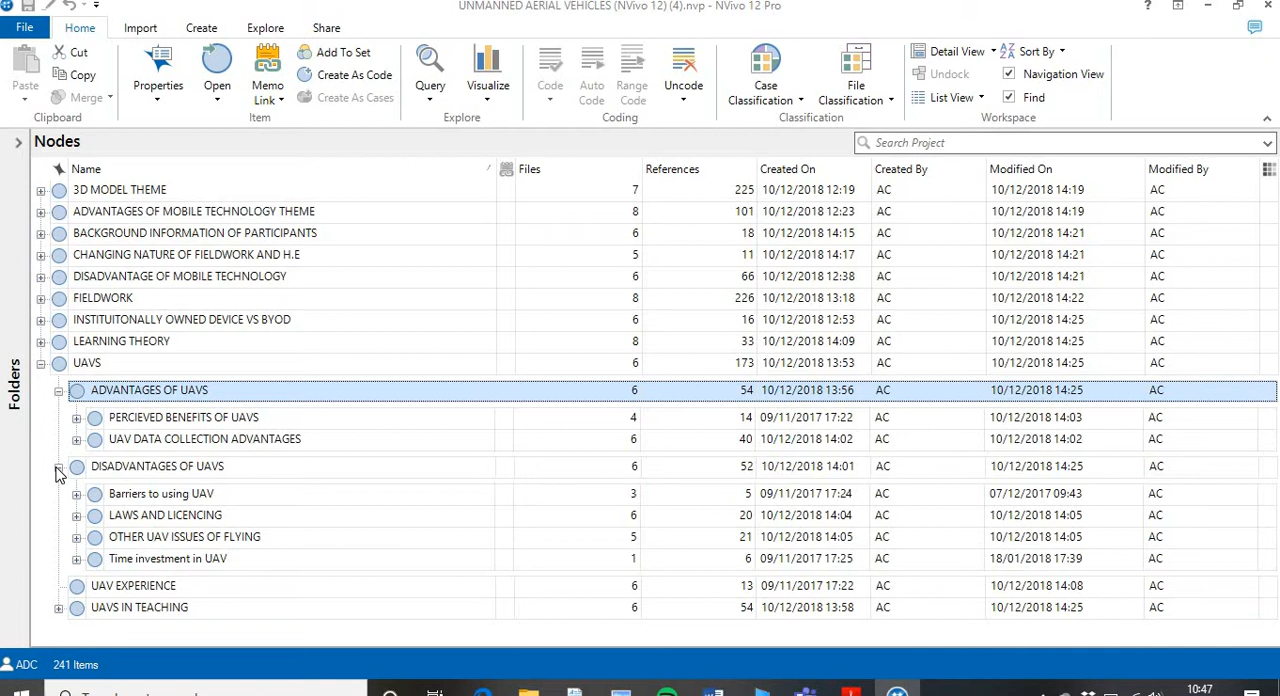 UNMANNED AERIAL VEHICLES (NVivo 12) (4).nvp - NVivo 12 Pro
File Home Import Create Explore Share
Paste
Cut
Copy
Merge
Clipboard
Properties
Open
Memo Link
Add To Set
Create As Code
Create As Cases
Item
Query
Visualize
Explore
Code
Auto Code
Range Code
Uncode
Coding
Case Classification
File Classification
Classification
Detail View
Undock
List View
Sort By
Navigation View
Find
Workspace
Nodes
Search Project
Folders
Name Files References Created On Created By Modified On Modified By
3D MODEL THEME 7 225 10/12/2018 12:19 AC 10/12/2018 14:19 AC
ADVANTAGES OF MOBILE TECHNOLOGY THEME 8 101 10/12/2018 12:23 AC 10/12/2018 14:19 AC
BACKGROUND INFORMATION OF PARTICIPANTS 6 18 10/12/2018 14:15 AC 10/12/2018 14:21 AC
CHANGING NATURE OF FIELDWORK AND H.E 5 11 10/12/2018 14:17 AC 10/12/2018 14:21 AC
DISADVANTAGE OF MOBILE TECHNOLOGY 6 66 10/12/2018 12:38 AC 10/12/2018 14:21 AC
FIELDWORK 8 226 10/12/2018 13:18 AC 10/12/2018 14:22 AC
INSTITUITONALLY OWNED DEVICE VS BYOD 6 16 10/12/2018 12:53 AC 10/12/2018 14:25 AC
LEARNING THEORY 8 33 10/12/2018 14:09 AC 10/12/2018 14:25 AC
UAVS 6 173 10/12/2018 13:53 AC 10/12/2018 14:25 AC
ADVANTAGES OF UAVS 6 54 10/12/2018 13:56 AC 10/12/2018 14:25 AC
PERCIEVED BENEFITS OF UAVS 4 14 09/11/2017 17:22 AC 10/12/2018 14:03 AC
UAV DATA COLLECTION ADVANTAGES 6 40 10/12/2018 14:02 AC 10/12/2018 14:02 AC
DISADVANTAGES OF UAVS 6 52 10/12/2018 14:01 AC 10/12/2018 14:25 AC
Barriers to using UAV 3 5 09/11/2017 17:24 AC 07/12/2017 09:43 AC
LAWS AND LICENCING 6 20 10/12/2018 14:04 AC 10/12/2018 14:05 AC
OTHER UAV ISSUES OF FLYING 5 21 10/12/2018 14:05 AC 10/12/2018 14:05 AC
Time investment in UAV 1 6 09/11/2017 17:25 AC 18/01/2018 17:39 AC
UAV EXPERIENCE 6 13 09/11/2017 17:22 AC 10/12/2018 14:08 AC
UAVS IN TEACHING 6 54 10/12/2018 13:58 AC 10/12/2018 14:25 AC
ADC 241 Items
10:47